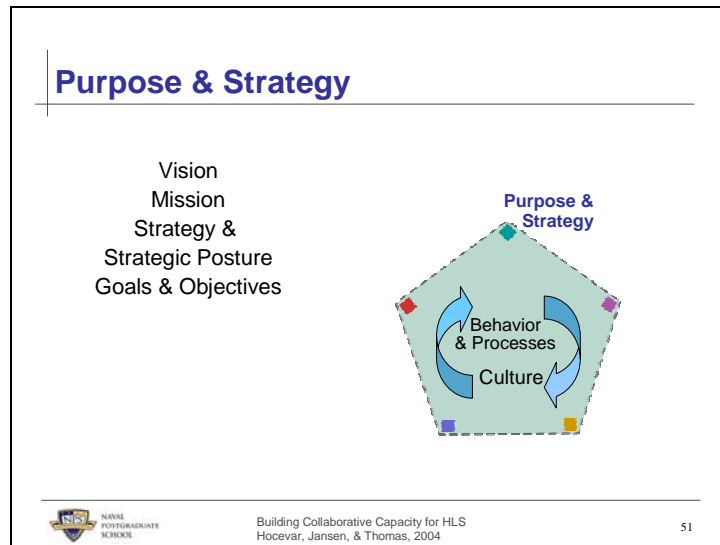 Purpose & Strategy
Vision
Mission
Strategy &
Strategic Posture
Goals & Objectives
Purpose &
Strategy
Behavior
& Processes
Culture
NPS
NAVAL
POSTGRADUATE
SCHOOL
Building Collaborative Capacity for HLS
Hocevar, Jansen, & Thomas, 2004
51